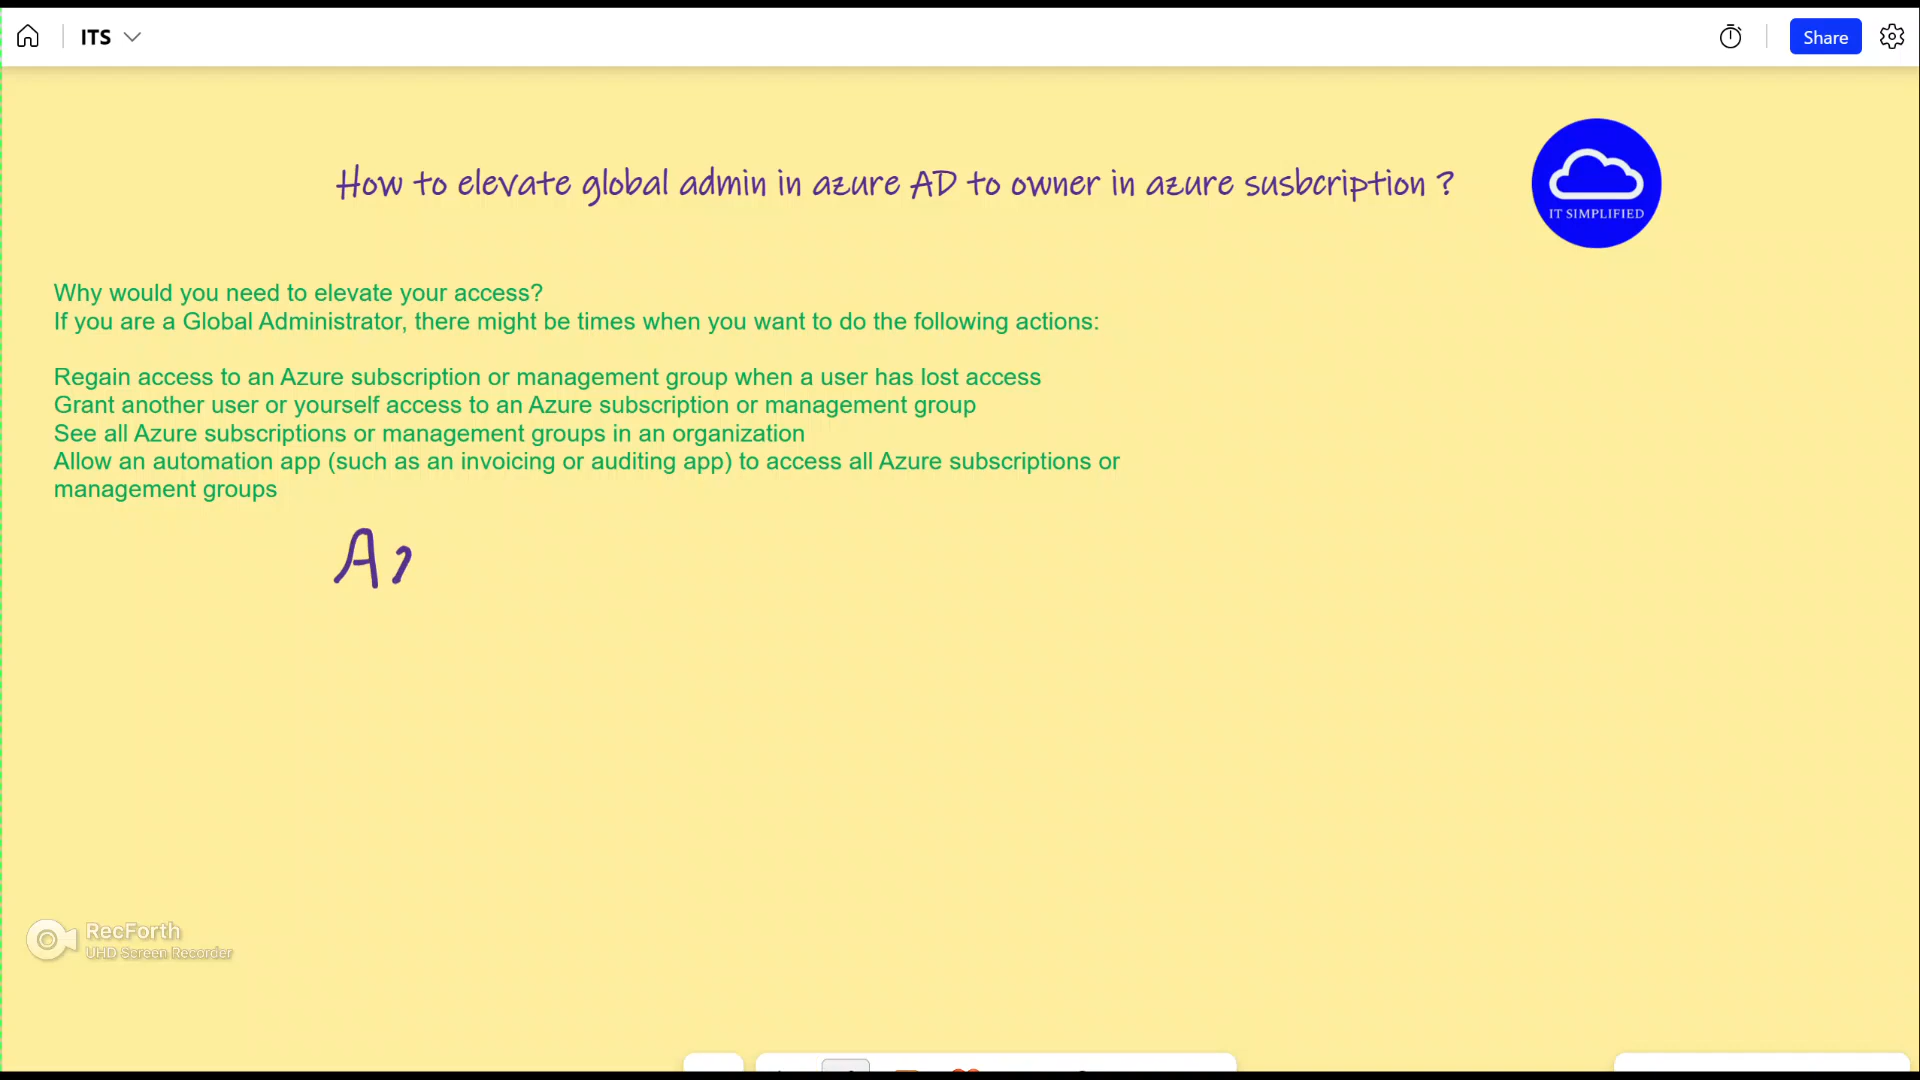 ITS
Share
How to elevate global admin in azure AD to owner in azure susbcription ?
IT SIMPLIFIED
Why would you need to elevate your access?
If you are a Global Administrator, there might be times when you want to do the following actions:
Regain access to an Azure subscription or management group when a user has lost access
Grant another user or yourself access to an Azure subscription or management group
See all Azure subscriptions or management groups in an organization
Allow an automation app (such as an invoicing or auditing app) to access all Azure subscriptions or
management groups
A
RecForth
UHD Screen Recorder